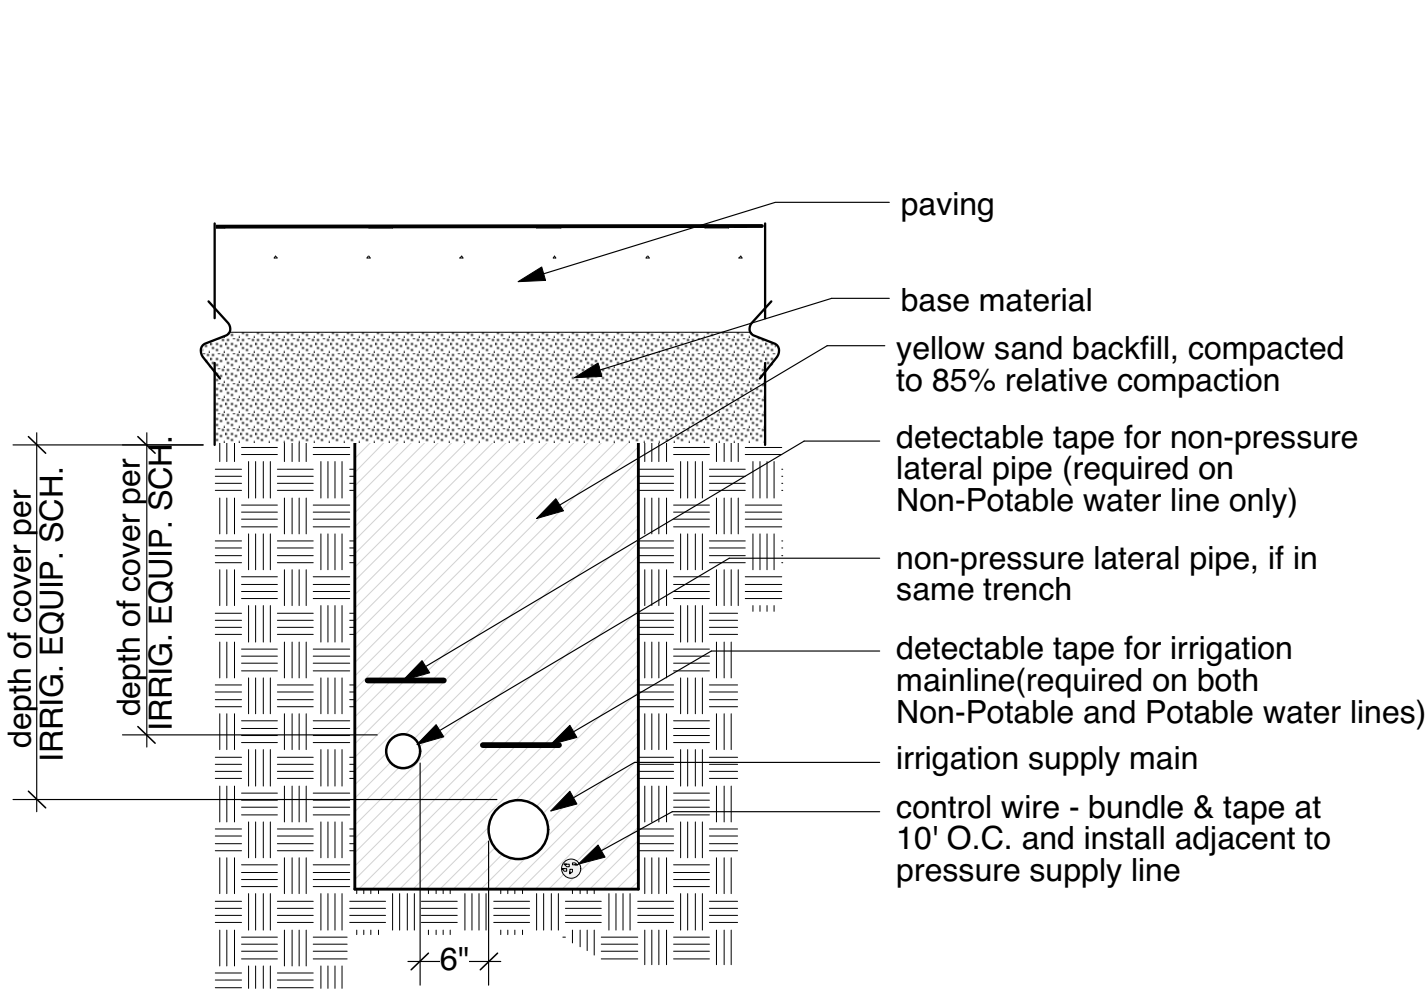 paving
base material
yellow sand backfill, compacted
to 85% relative compaction
detectable tape for non-pressure
lateral pipe (required on
Non-Potable water line only)
non-pressure lateral pipe, if in
same trench
detectable tape for irrigation
mainline(required on both
Non-Potable and Potable water lines)
irrigation supply main
control wire - bundle & tape at
10' O.C. and install adjacent to
pressure supply line
depth of cover per
IRRIG. EQUIP. SCH.
depth of cover per
IRRIG. EQUIP. SCH.
6"